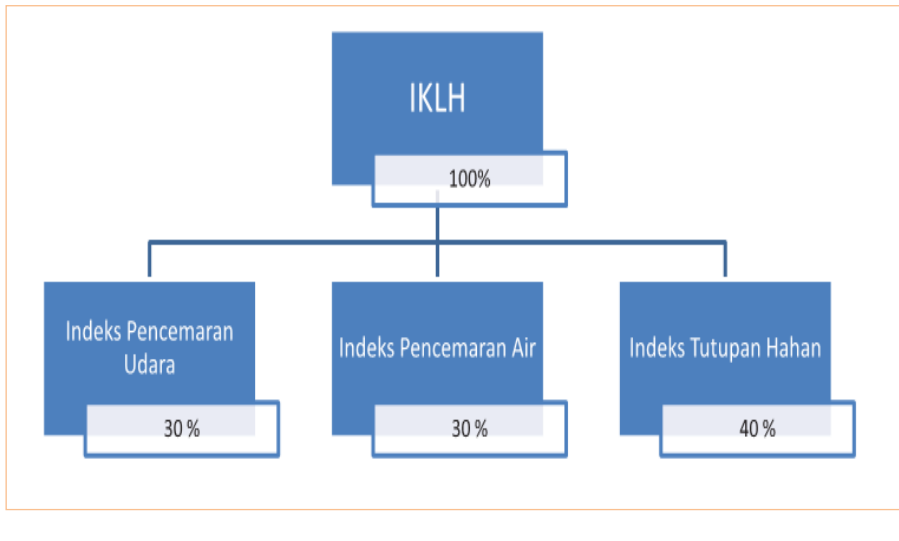 IKLH
100%
Indeks Pencemaran
Udara
30 %
Indeks Pencemaran Air
30 %
Indeks Tutupan Hahan
40 %